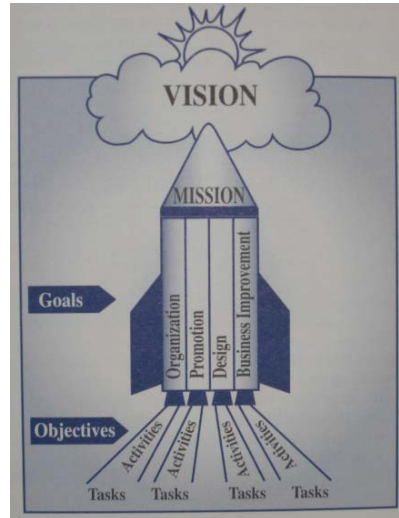 VISION
MISSION
Goals
Organization
Promotion
Design
Business Improvement
Objectives
Activities
Activities
Activities
Activities
Tasks
Tasks
Tasks
Tasks